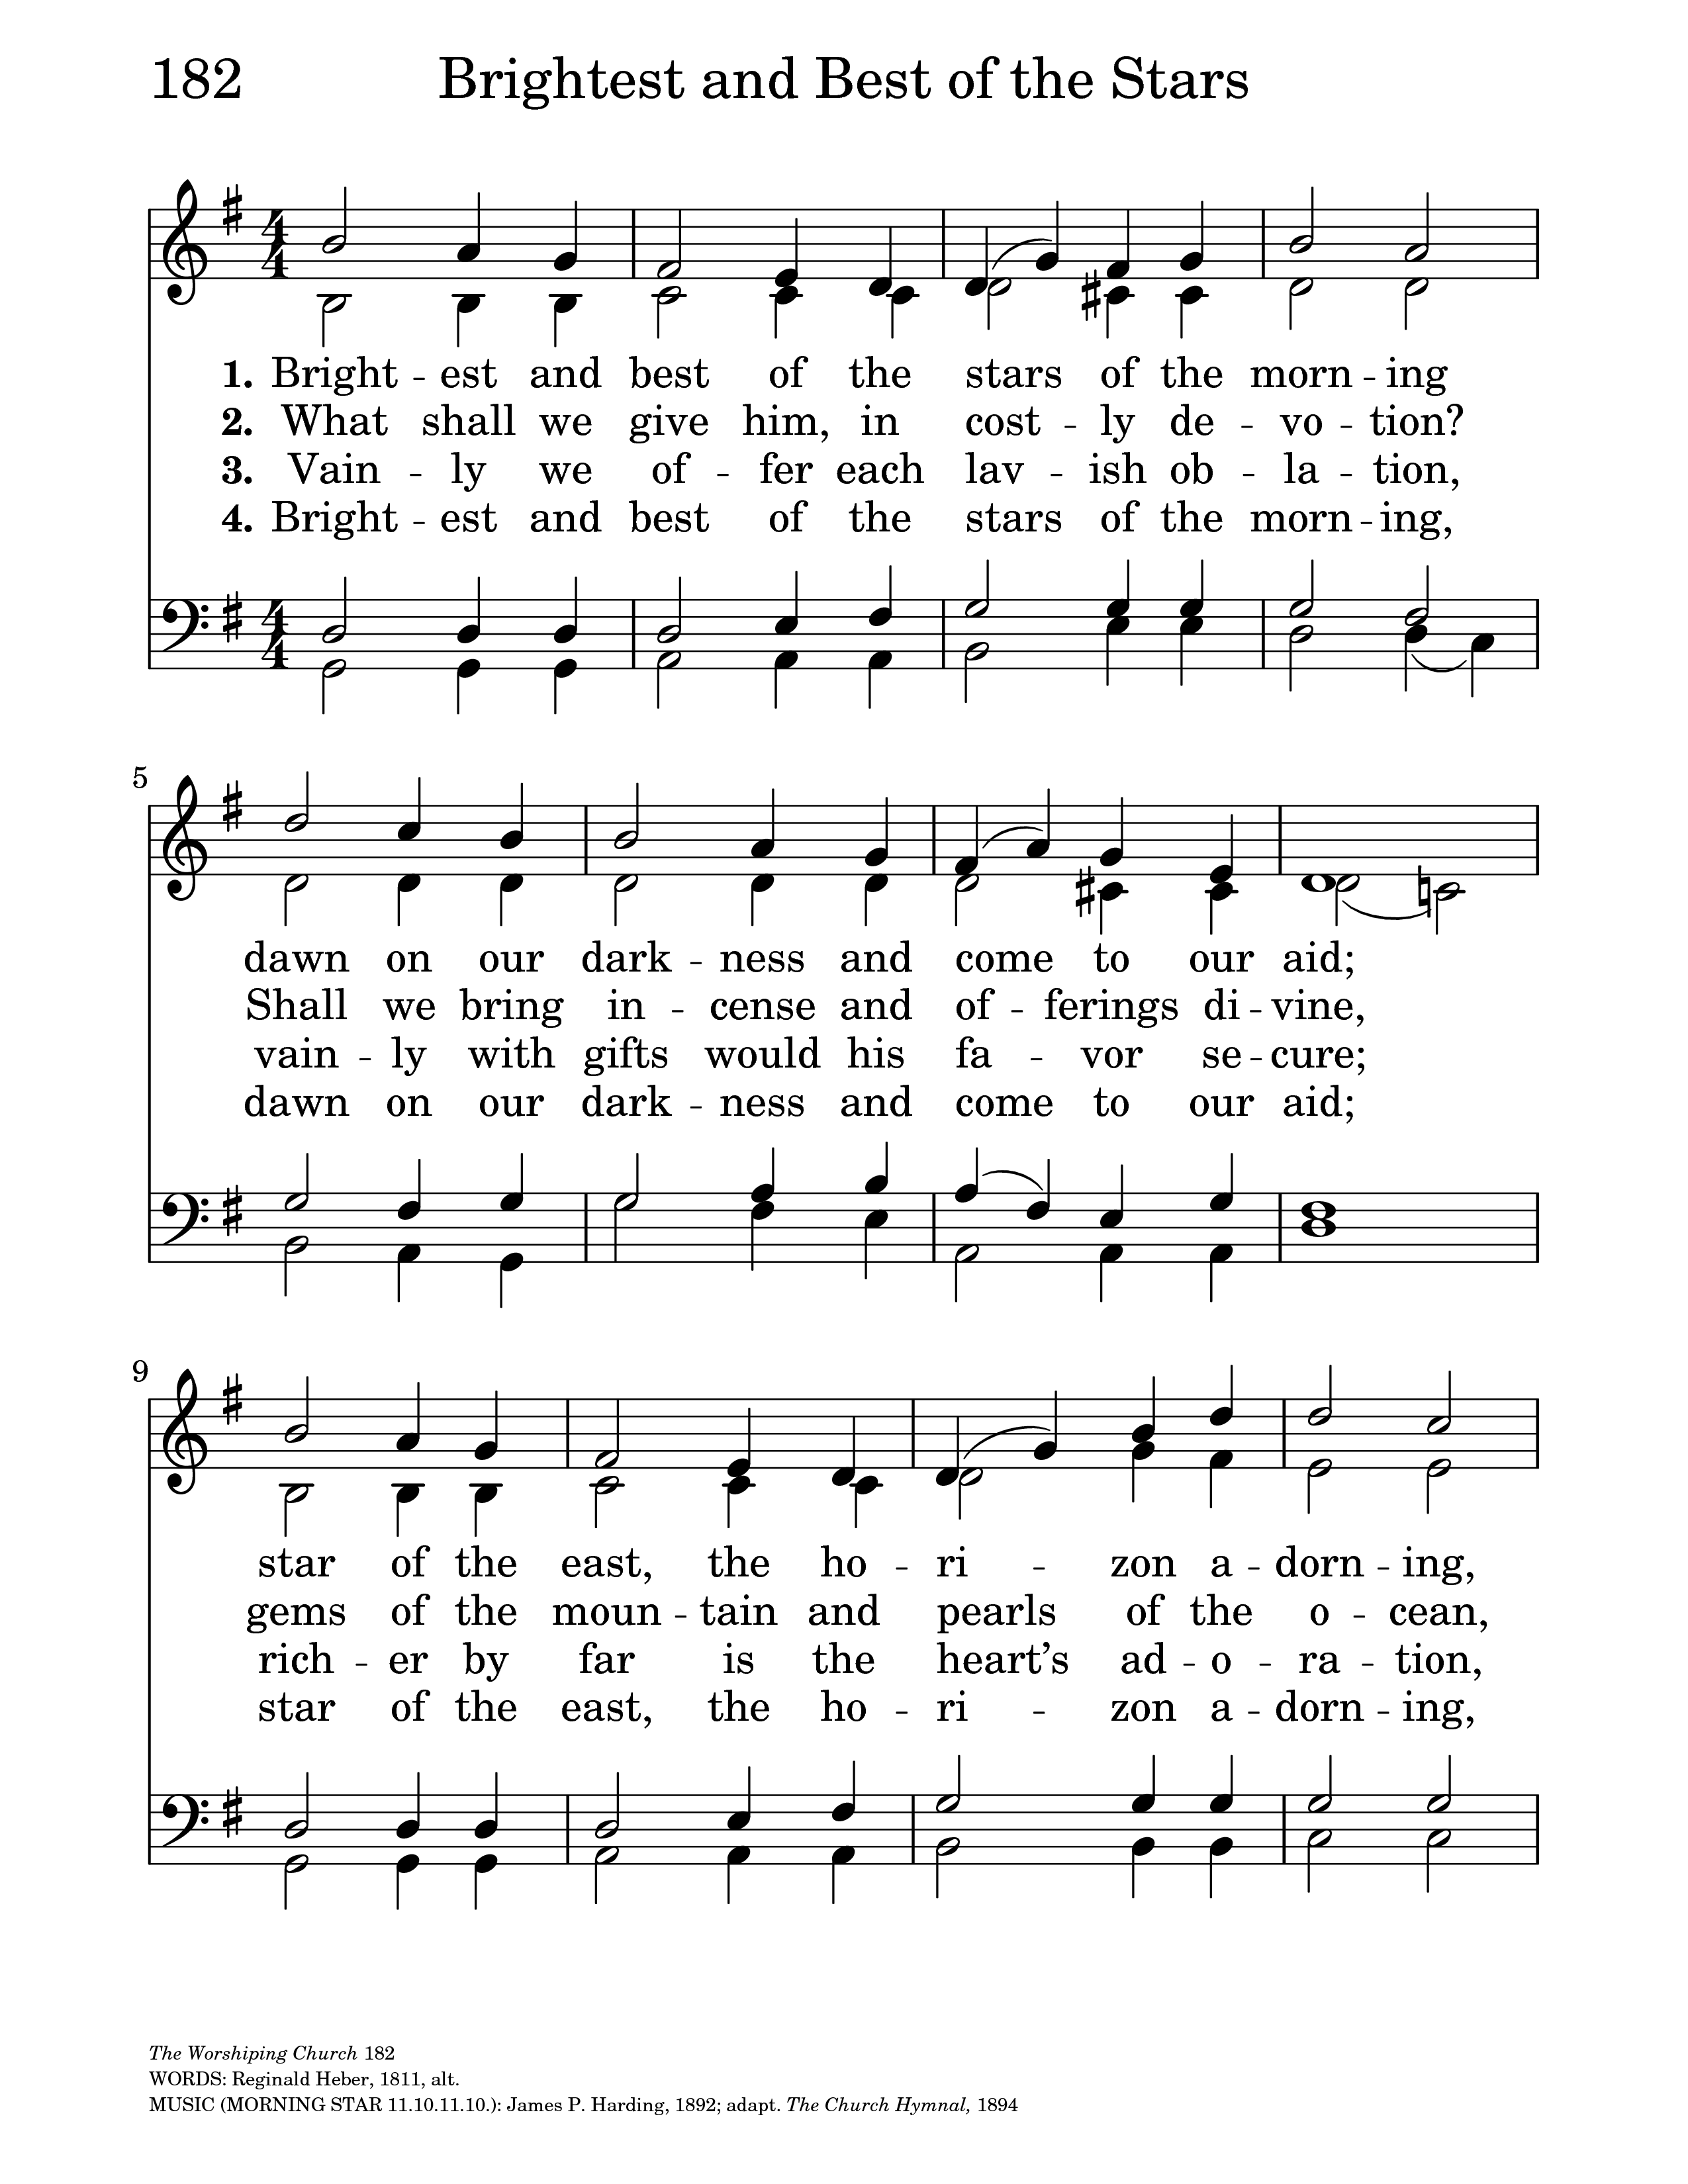 182 Brightest and Best of the Stars
1. Bright - est and best of the stars of the morn - ing
2. What shall we give him, in cost - ly de - vo - tion?
3. Vain - ly we of - fer each lav - ish ob - la - tion,
4. Bright - est and best of the stars of the morn - ing,
5
dawn on our dark - ness and come to our aid;
Shall we bring in - cense and of - ferings di - vine,
vain - ly with gifts would his fa - vor se - cure;
dawn on our dark - ness and come to our aid;
9
star of the east, the ho - ri - zon a - dorn - ing,
gems of the moun - tain and pearls of the o - cean,
rich - er by far is the heart’s ad - o - ra - tion,
star of the east, the ho - ri - zon a - dorn - ing,
The Worshiping Church 182
WORDS: Reginald Heber, 1811, alt.
MUSIC (MORNING STAR 11.10.11.10.): James P. Harding, 1892; adapt. The Church Hymnal, 1894